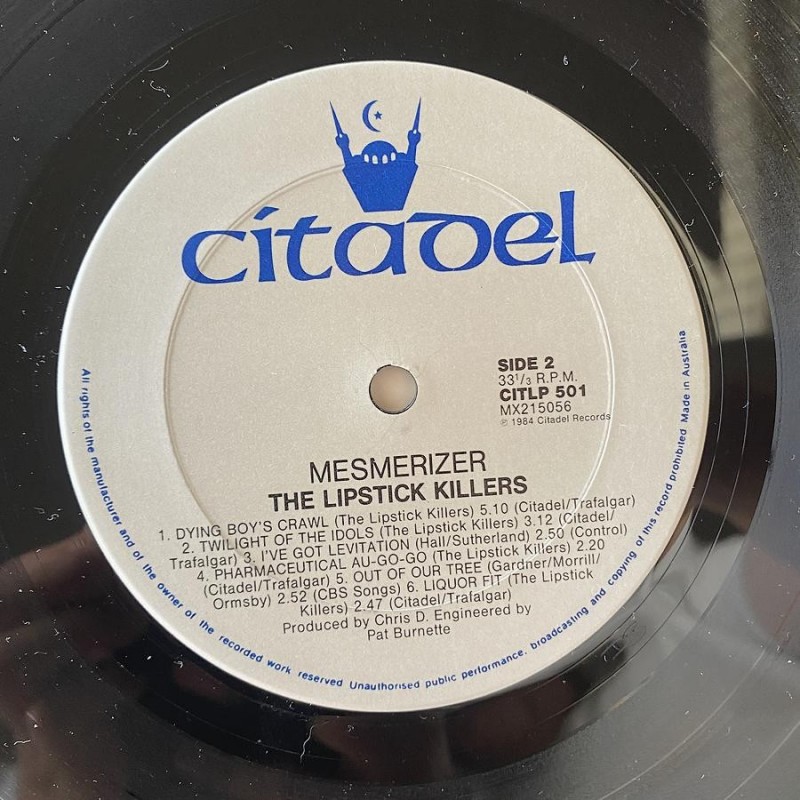 citadel
SIDE 2
33 1/3 R.P.M.
CITLP 501
MX215056
℗ 1984 Citadel Records
MESMERIZER
THE LIPSTICK KILLERS
1. DYING BOY'S CRAWL (The Lipstick Killers) 5.10 (Citadel/Trafalgar)
2. TWILIGHT OF THE IDOLS (The Lipstick Killers) 3.12 (Citadel/
Trafalgar) 3. I'VE GOT LEVITATION (Hall/Sutherland) 2.50 (Control)
4. PHARMACEUTICAL AU-GO-GO (The Lipstick Killers) 2.20
(Citadel/Trafalgar) 5. OUT OF OUR TREE (Gardner/Morrill/
Ormsby) 2.52 (CBS Songs) 6. LIQUOR FIT (The Lipstick
Killers) 2.47 (Citadel/Trafalgar)
Produced by Chris D. Engineered by
Pat Burnette
All rights of the manufacturer and of the owner of the recorded work reserved Unauthorised public performance, broadcasting and copying of this record prohibited Made in Australia